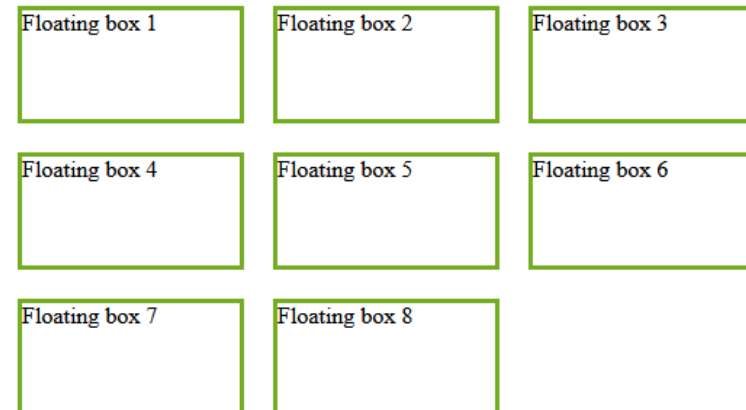 Floating box 1
Floating box 2
Floating box 3
Floating box 4
Floating box 5
Floating box 6
Floating box 7
Floating box 8